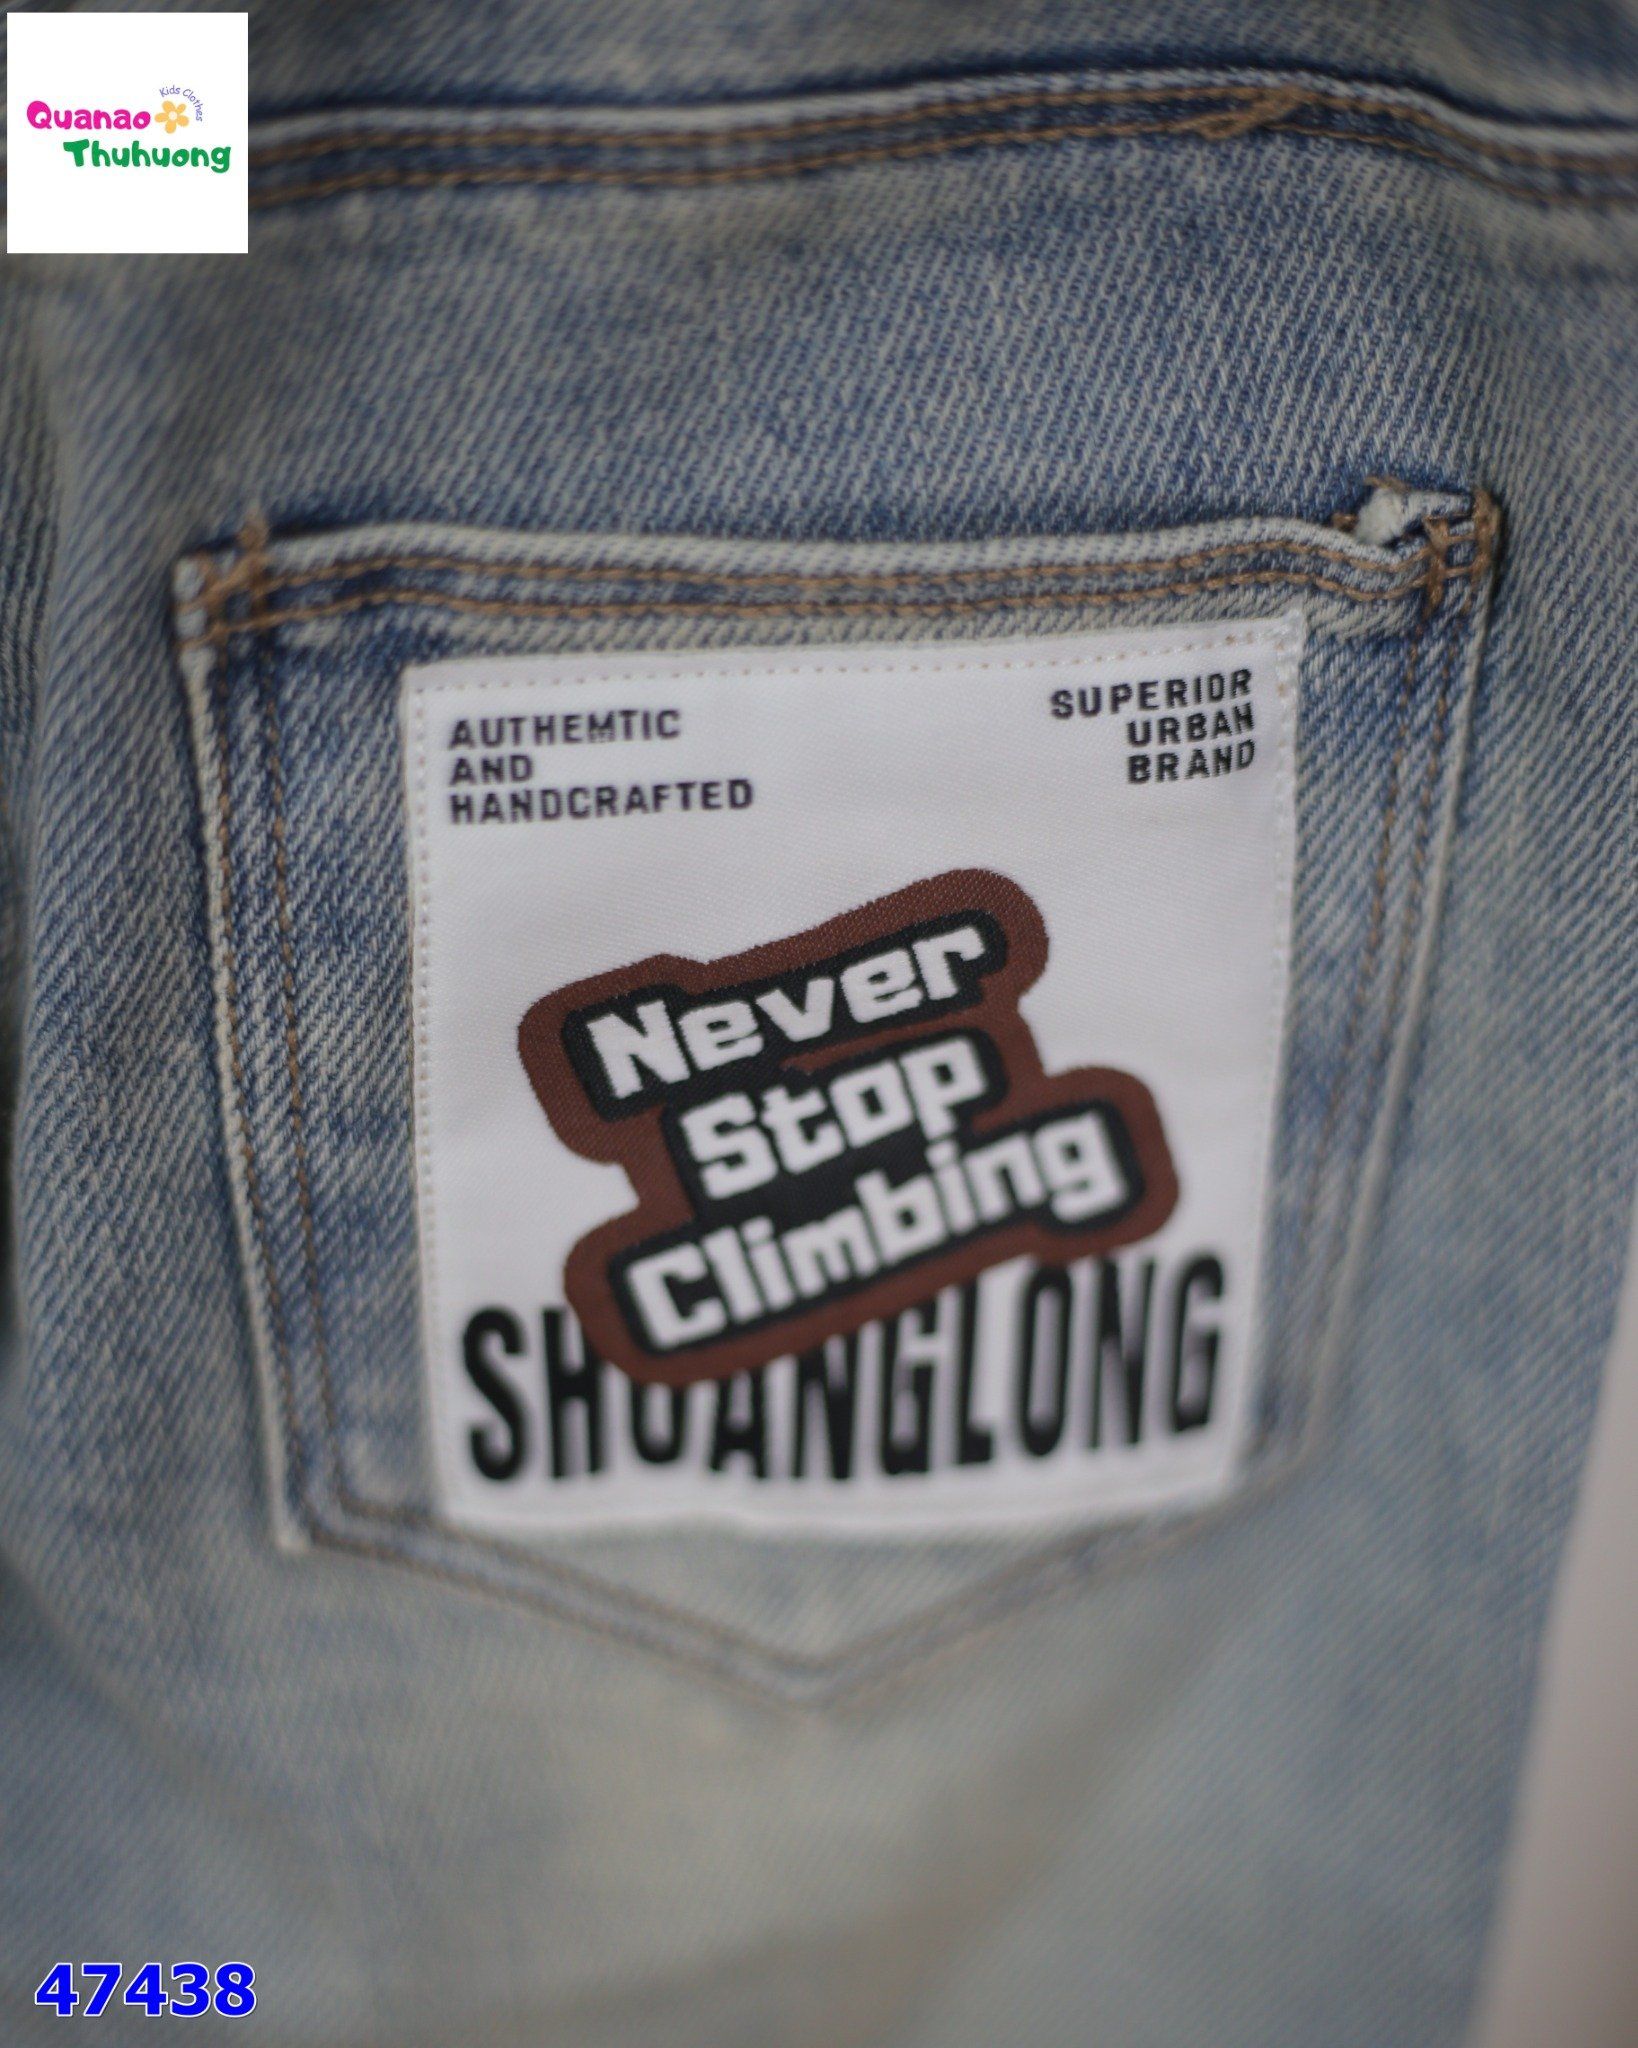 Kids Clothes
Quanao
Thuhuong
AUTHEMTIC
AND
HANDCRAFTED
SUPERIOR
URBAN
BRAND
Never
Stop
Climbing
SHUANGLONG
47438